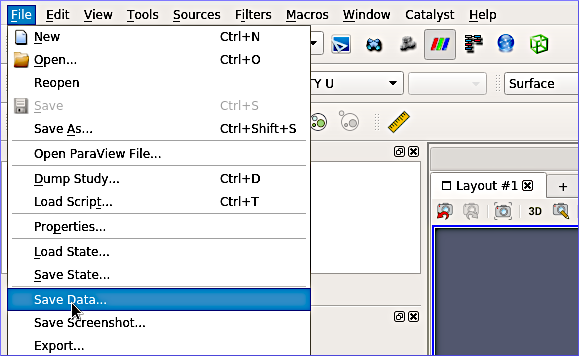 File Edit View Tools Sources Filters Macros Window Catalyst Help
New Ctrl+N
Open... Ctrl+O
Reopen
Save Ctrl+S
Save As... Ctrl+Shift+S
Open ParaView File...
Dump Study... Ctrl+D
Load Script... Ctrl+T
Properties...
Load State...
Save State...
Save Data...
Save Screenshot...
Export...
TY U
Surface
Layout #1
3D